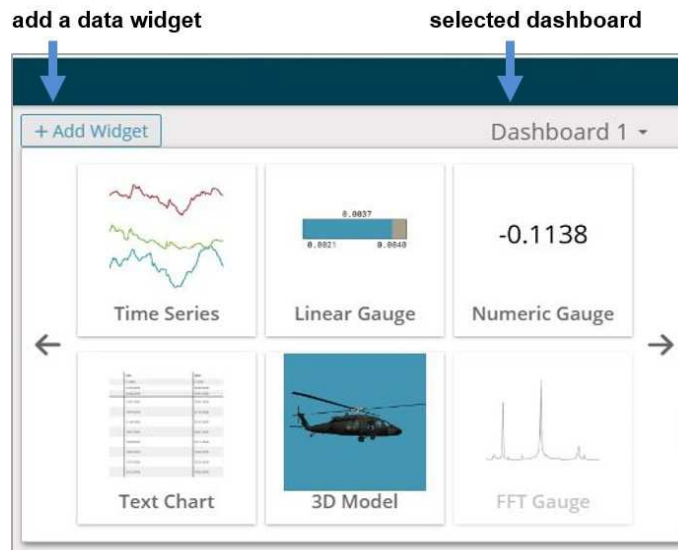 add a data widget
selected dashboard
+ Add Widget
Dashboard 1
0.0037
0.0021
0.0040
-0.1138
Time Series
Linear Gauge
Numeric Gauge
Text Chart
3D Model
FFT Gauge